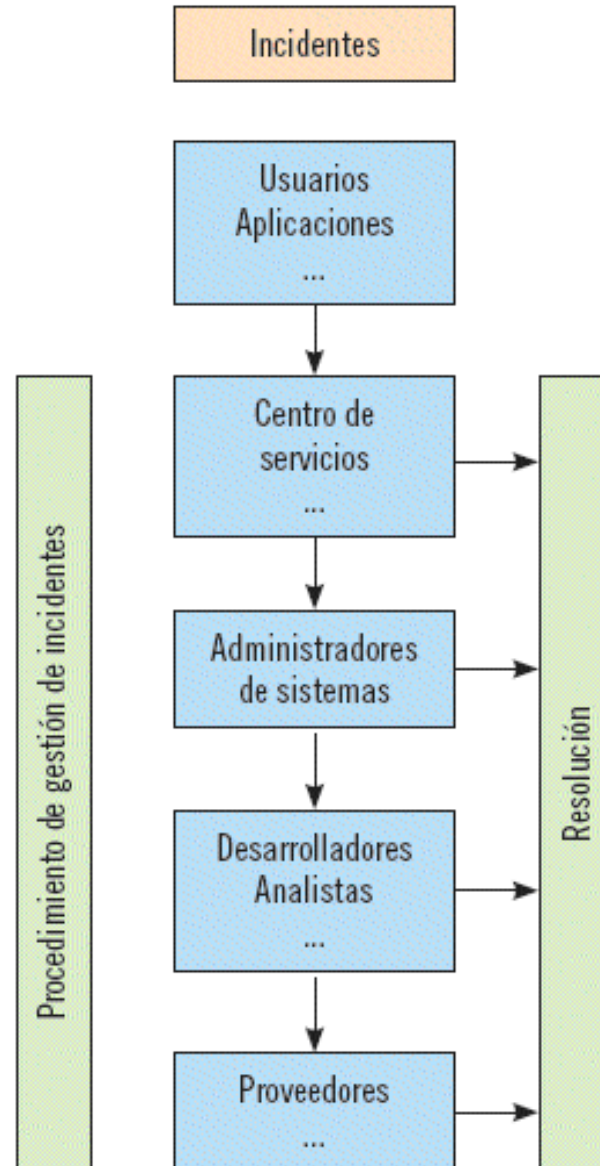 Incidentes
Usuarios
Aplicaciones
...
Centro de
servicios
...
Administradores
de sistemas
Desarrolladores
Analistas
...
Proveedores
...
Procedimiento de gestión de incidentes
Resolución